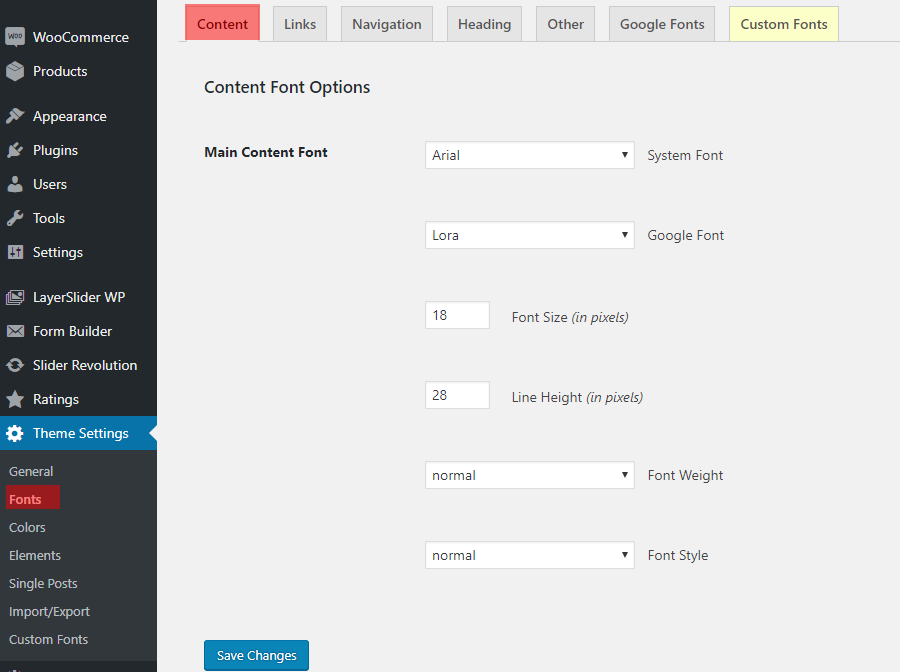 Content Links Navigation Heading Other Google Fonts Custom Fonts
WOO WooCommerce
Products
Appearance
Plugins
Users
Tools
Settings
LayerSlider WP
Form Builder
Slider Revolution
Ratings
Theme Settings
General
Fonts
Colors
Elements
Single Posts
Import/Export
Custom Fonts
Content Font Options
Main Content Font
Arial System Font
Lora Google Font
18 Font Size (in pixels)
28 Line Height (in pixels)
normal Font Weight
normal Font Style
Save Changes